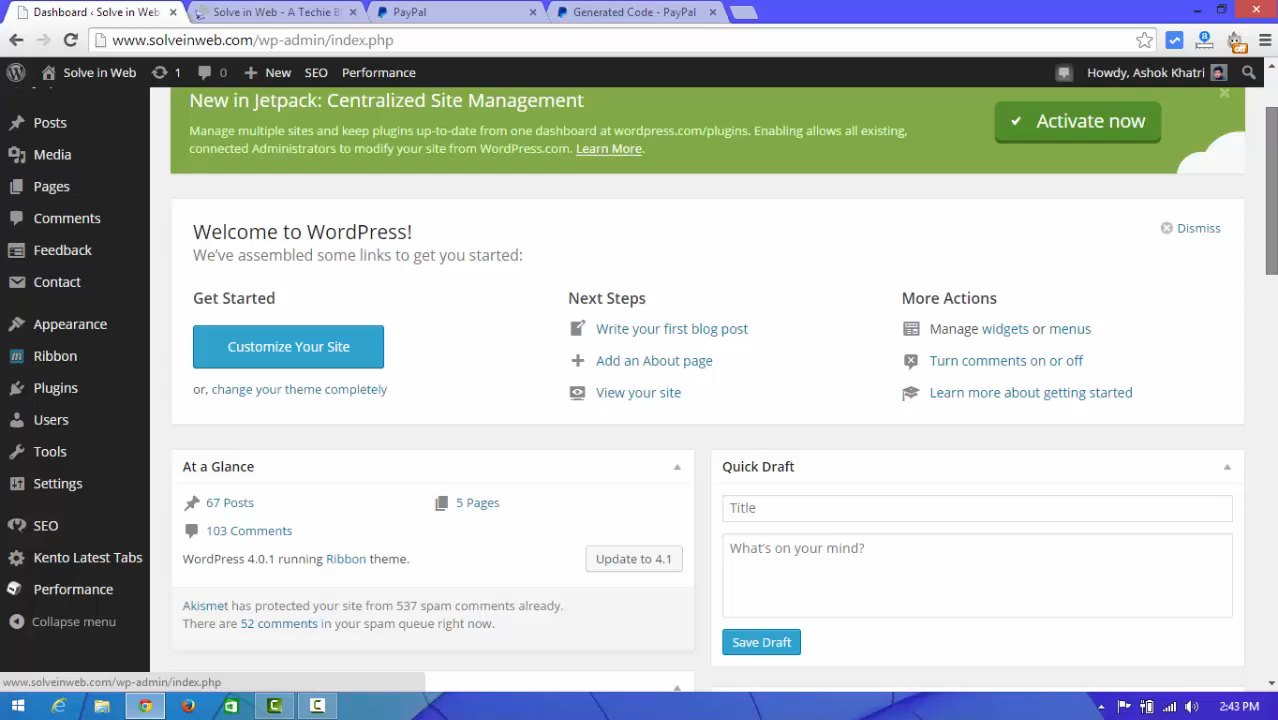 Dashboard ‹ Solve in Web —
Solve in Web - A Techie Bl
PayPal
Generated Code - PayPal
www.solveinweb.com/wp-admin/index.php
off
Solve in Web
1
0
New
SEO
Performance
Howdy, Ashok Khatri
Posts
Media
Pages
Comments
Feedback
Contact
Appearance
Ribbon
Plugins
Users
Tools
Settings
SEO
Kento Latest Tabs
Performance
Collapse menu
New in Jetpack: Centralized Site Management
Manage multiple sites and keep plugins up-to-date from one dashboard at wordpress.com/plugins. Enabling allows all existing,
connected Administrators to modify your site from WordPress.com. Learn More.
Activate now
Welcome to WordPress!
We've assembled some links to get you started:
Dismiss
Get Started
Customize Your Site
or, change your theme completely
Next Steps
Write your first blog post
Add an About page
View your site
More Actions
Manage widgets or menus
Turn comments on or off
Learn more about getting started
At a Glance
67 Posts
5 Pages
103 Comments
WordPress 4.0.1 running Ribbon theme.
Update to 4.1
Akismet has protected your site from 537 spam comments already.
There are 52 comments in your spam queue right now.
Quick Draft
Title
What's on your mind?
Save Draft
www.solveinweb.com/wp-admin/index.php
2:43 PM